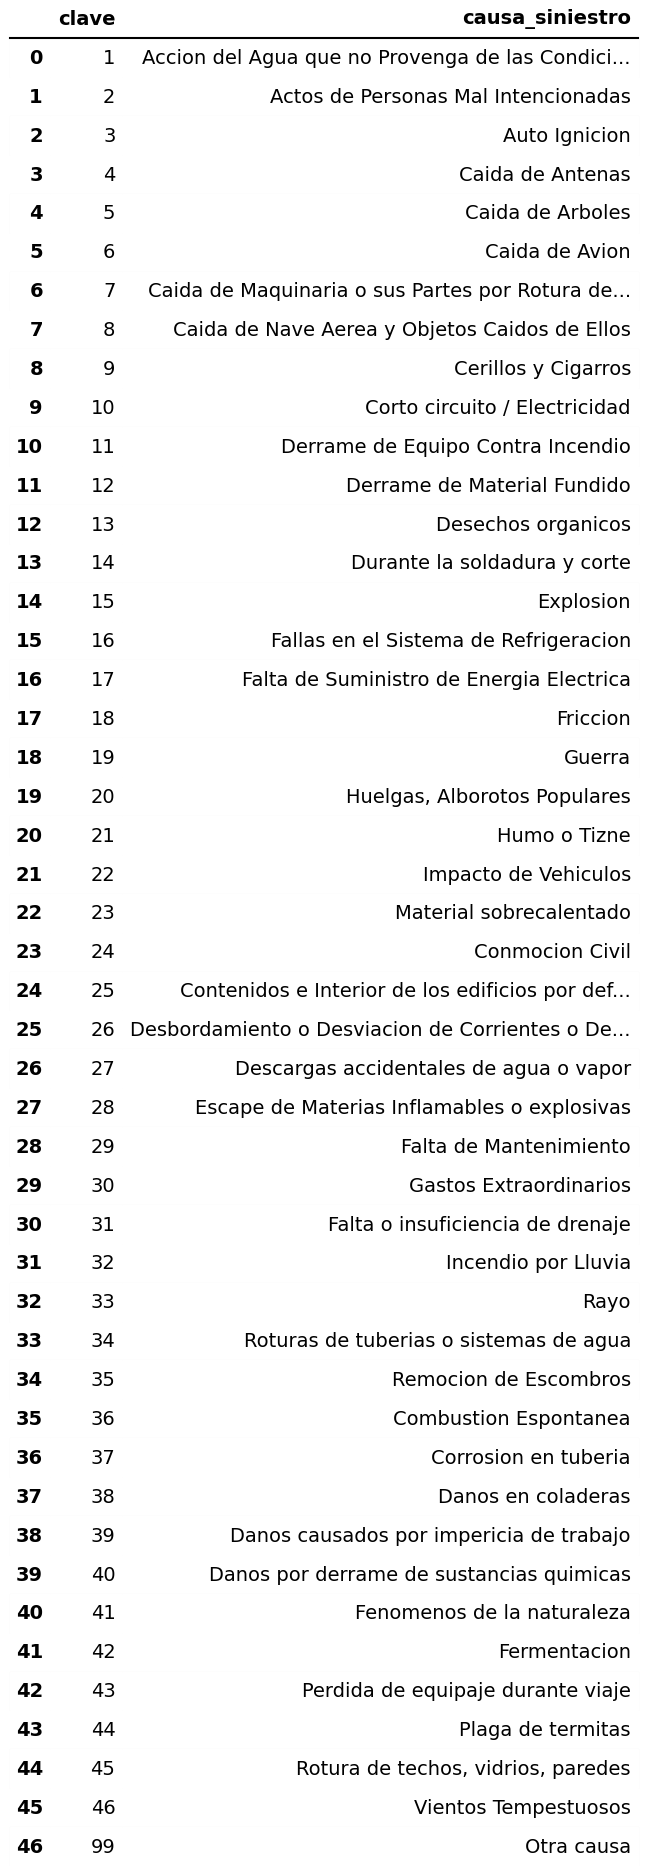 clave causa_siniestro
0 1 Accion del Agua que no Provenga de las Condici...
1 2 Actos de Personas Mal Intencionadas
2 3 Auto Ignicion
3 4 Caida de Antenas
4 5 Caida de Arboles
5 6 Caida de Avion
6 7 Caida de Maquinaria o sus Partes por Rotura de...
7 8 Caida de Nave Aerea y Objetos Caidos de Ellos
8 9 Cerillos y Cigarros
9 10 Corto circuito / Electricidad
10 11 Derrame de Equipo Contra Incendio
11 12 Derrame de Material Fundido
12 13 Desechos organicos
13 14 Durante la soldadura y corte
14 15 Explosion
15 16 Fallas en el Sistema de Refrigeracion
16 17 Falta de Suministro de Energia Electrica
17 18 Friccion
18 19 Guerra
19 20 Huelgas, Alborotos Populares
20 21 Humo o Tizne
21 22 Impacto de Vehiculos
22 23 Material sobrecalentado
23 24 Conmocion Civil
24 25 Contenidos e Interior de los edificios por def...
25 26 Desbordamiento o Desviacion de Corrientes o De...
26 27 Descargas accidentales de agua o vapor
27 28 Escape de Materias Inflamables o explosivas
28 29 Falta de Mantenimiento
29 30 Gastos Extraordinarios
30 31 Falta o insuficiencia de drenaje
31 32 Incendio por Lluvia
32 33 Rayo
33 34 Roturas de tuberias o sistemas de agua
34 35 Remocion de Escombros
35 36 Combustion Espontanea
36 37 Corrosion en tuberia
37 38 Danos en coladeras
38 39 Danos causados por impericia de trabajo
39 40 Danos por derrame de sustancias quimicas
40 41 Fenomenos de la naturaleza
41 42 Fermentacion
42 43 Perdida de equipaje durante viaje
43 44 Plaga de termitas
44 45 Rotura de techos, vidrios, paredes
45 46 Vientos Tempestuosos
46 99 Otra causa